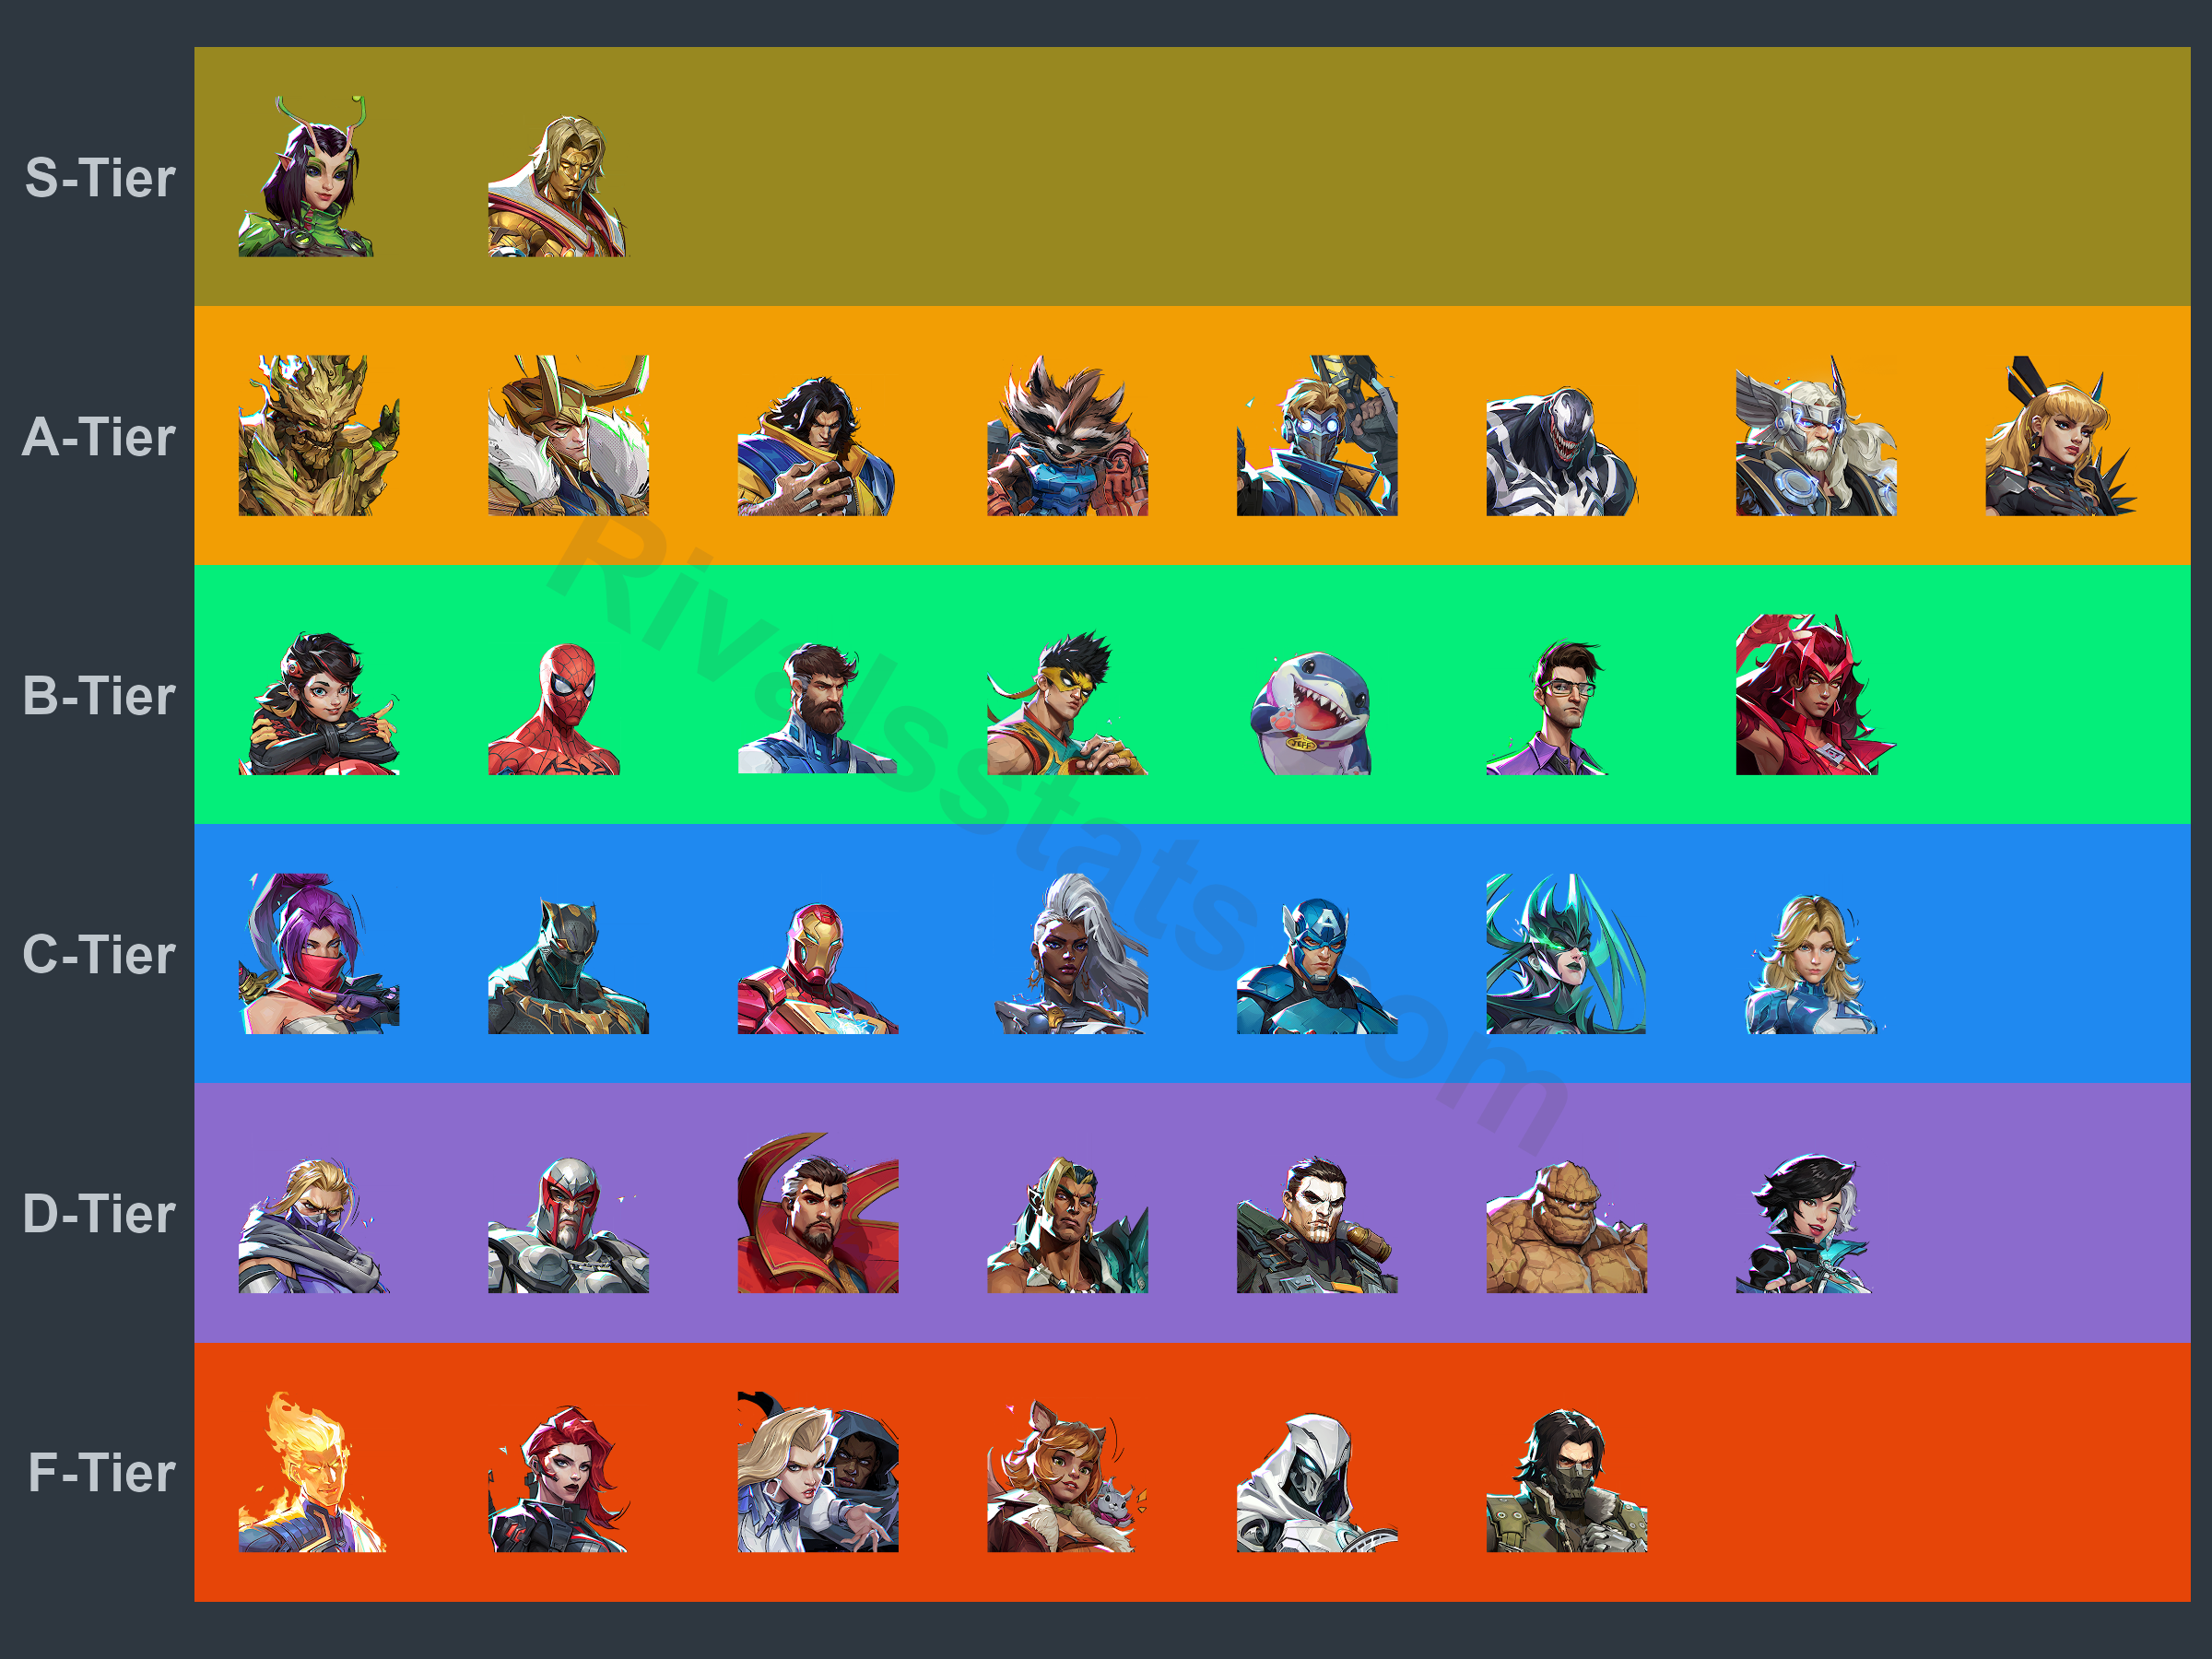 S-Tier
A-Tier
B-Tier
C-Tier
D-Tier
F-Tier
Rivalsstats.com
JEFF
A